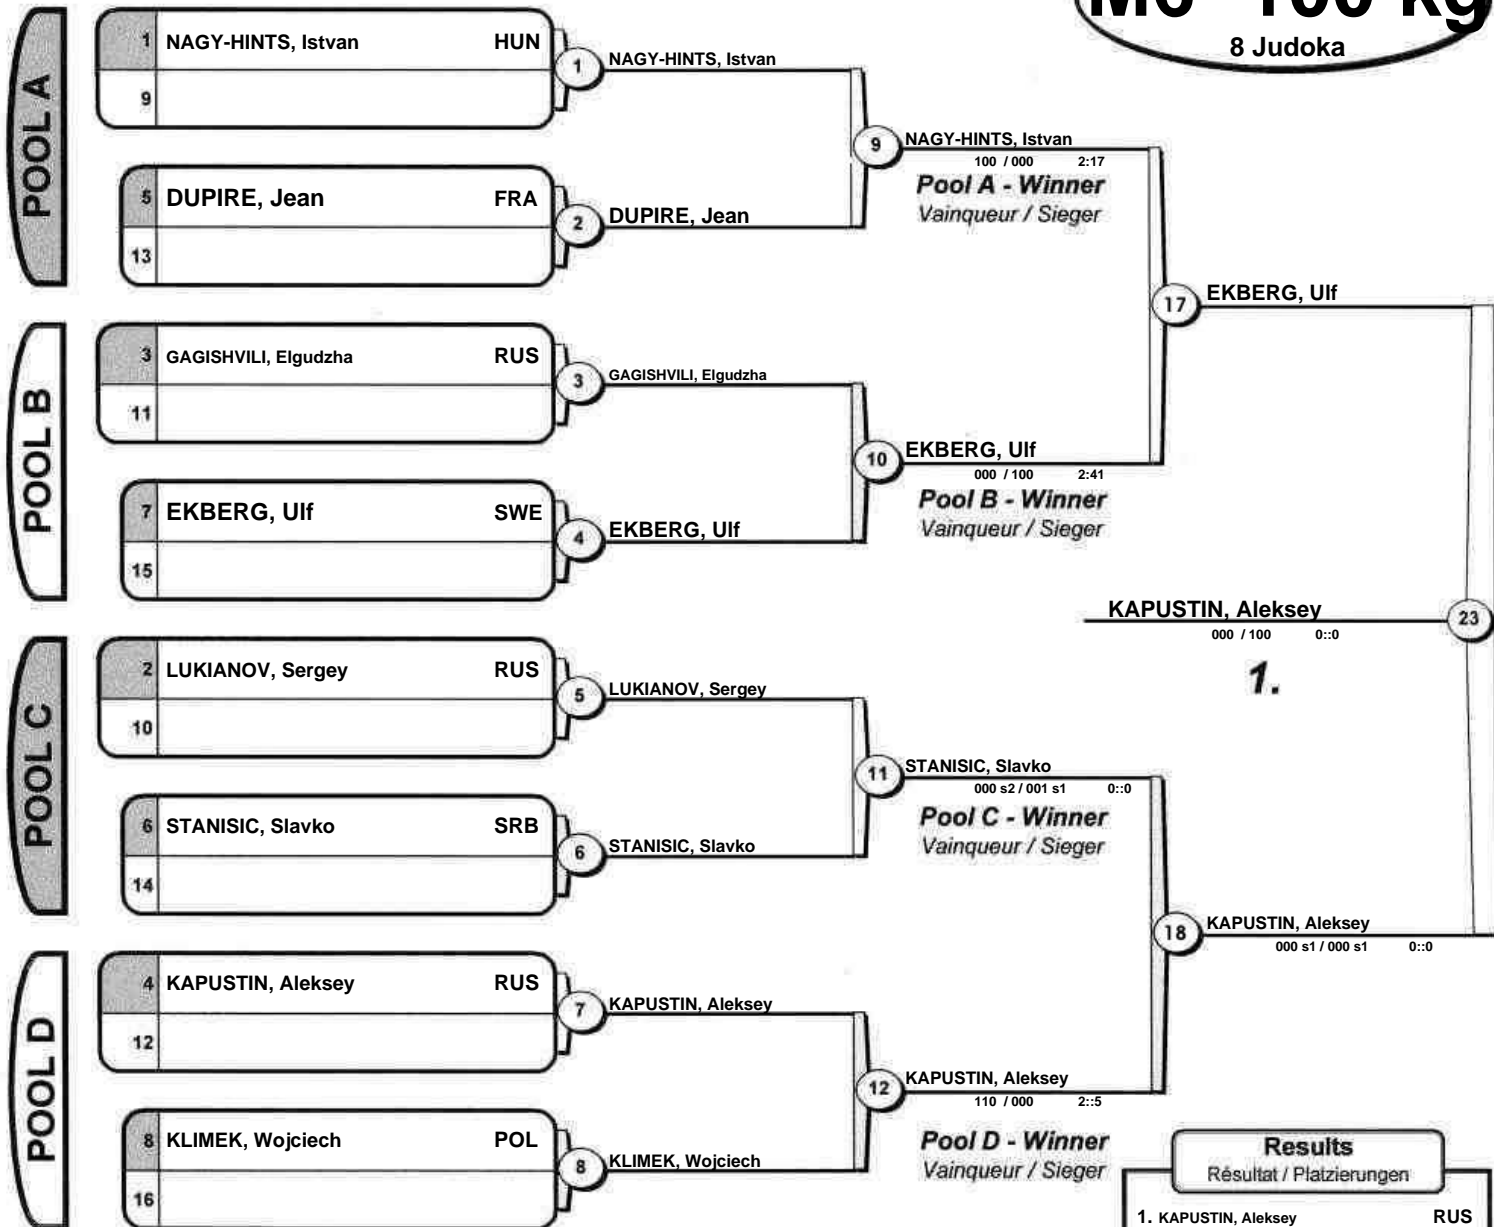 M6 -100 kg
8 Judoka
POOL A
1 NAGY-HINTS, Istvan HUN
9
1 NAGY-HINTS, Istvan
5 DUPIRE, Jean FRA
13
2 DUPIRE, Jean
9 NAGY-HINTS, Istvan
100 / 000 2:17
Pool A - Winner
Vainqueur / Sieger
POOL B
3 GAGISHVILI, Elgudzha RUS
11
3 GAGISHVILI, Elgudzha
7 EKBERG, Ulf SWE
15
4 EKBERG, Ulf
10 EKBERG, Ulf
000 / 100 2:41
Pool B - Winner
Vainqueur / Sieger
17 EKBERG, Ulf
KAPUSTIN, Aleksey 23
000 / 100 0::0
1.
POOL C
2 LUKIANOV, Sergey RUS
10
5 LUKIANOV, Sergey
6 STANISIC, Slavko SRB
14
6 STANISIC, Slavko
11 STANISIC, Slavko
000 s2 / 001 s1 0::0
Pool C - Winner
Vainqueur / Sieger
POOL D
4 KAPUSTIN, Aleksey RUS
12
7 KAPUSTIN, Aleksey
8 KLIMEK, Wojciech POL
16
8 KLIMEK, Wojciech
12 KAPUSTIN, Aleksey
110 / 000 2::5
Pool D - Winner
Vainqueur / Sieger
18 KAPUSTIN, Aleksey
000 s1 / 000 s1 0::0
Results
Résultat / Platzierungen
1. KAPUSTIN, Aleksey RUS